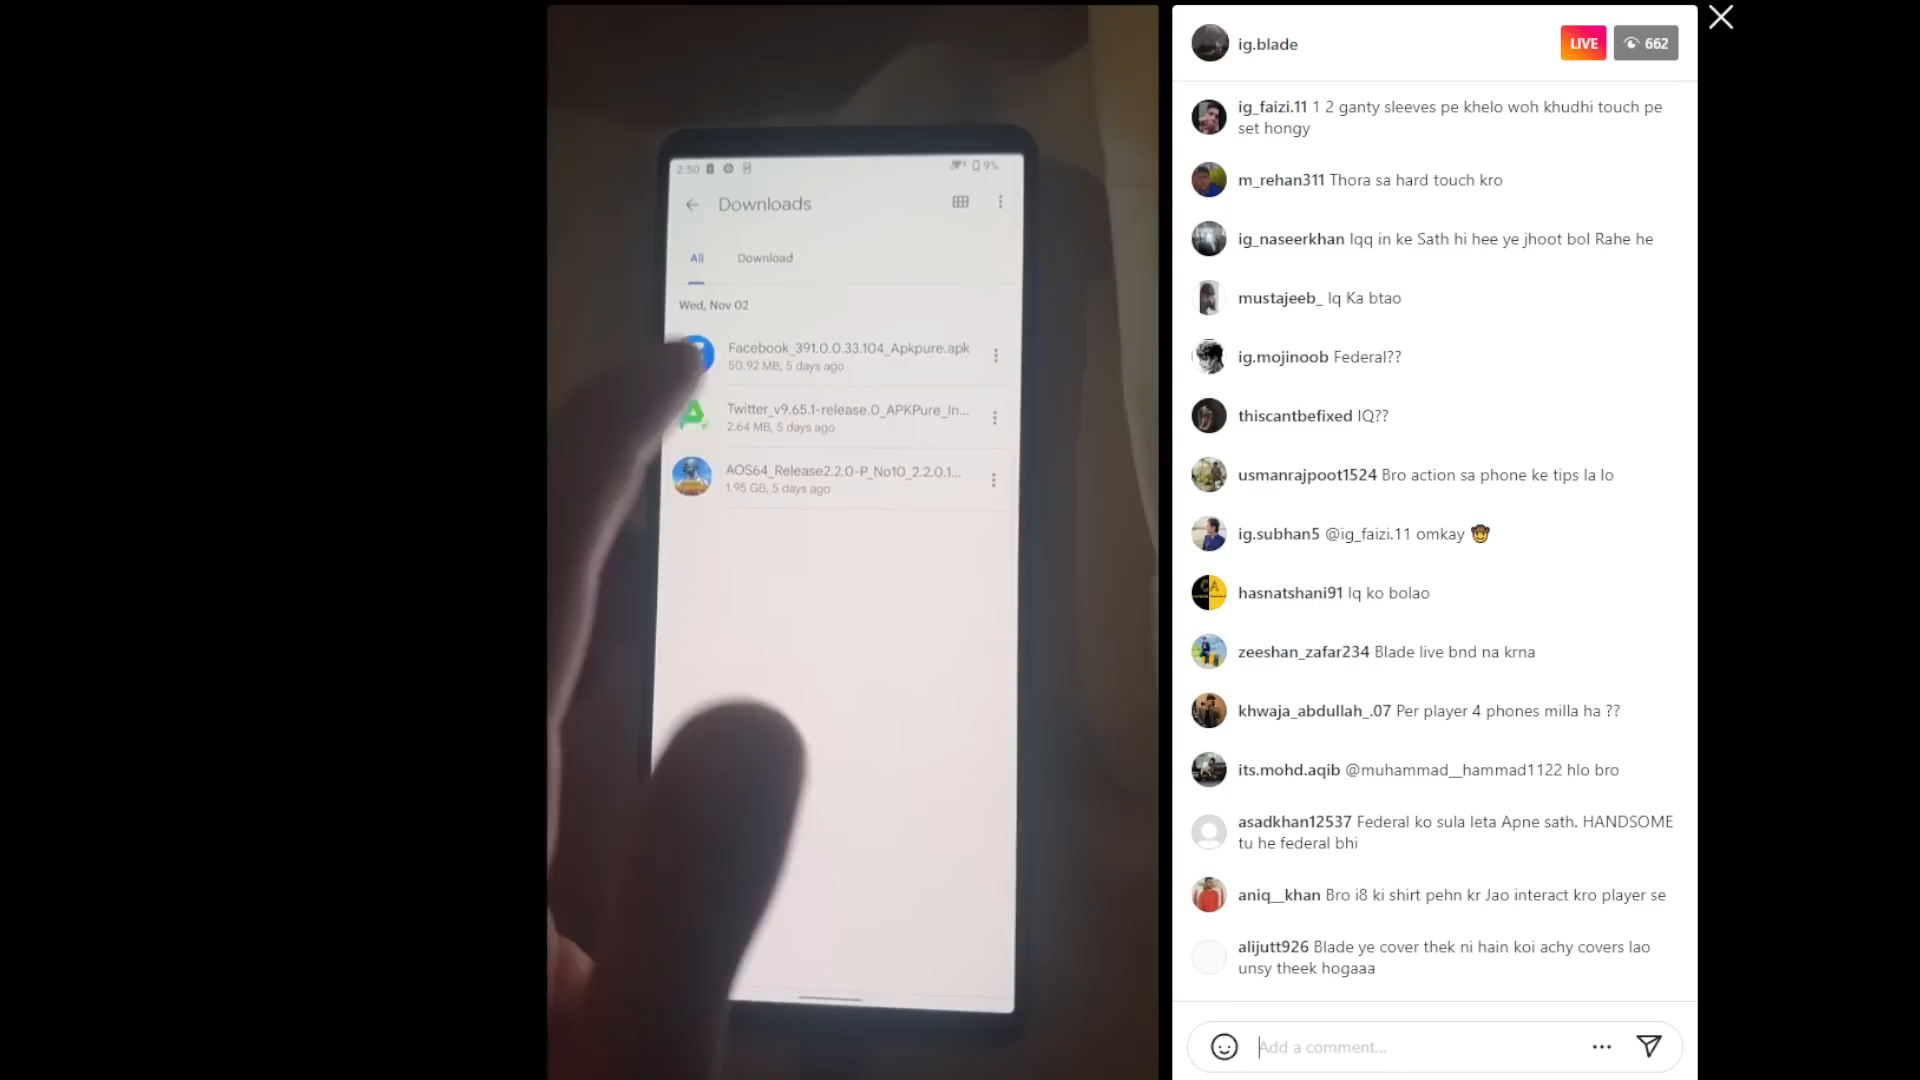 2:50
9%
Downloads
All
Download
Wed, Nov 02
Facebook_391.0.0.33.104_Apkpure.apk
50.92 MB, 5 days ago
Twitter_v9.65.1-release.0_APKPure_In...
2.64 MB, 5 days ago
AOS64_Release2.2.0-P_No10_2.2.0.1...
1.95 GB, 5 days ago
ig.blade
LIVE
662
ig_faizi.11 1 2 ganty sleeves pe khelo woh khudhi touch pe
set hongy
m_rehan311 Thora sa hard touch kro
ig_naseerkhan Iqq in ke Sath hi hee ye jhoot bol Rahe he
mustajeeb_ Iq Ka btao
ig.mojinoob Federal??
thiscantbefixed IQ??
usmanrajpoot1524 Bro action sa phone ke tips la lo
ig.subhan5 @ig_faizi.11 omkay 🤠
hasnatshani91 Iq ko bolao
zeeshan_zafar234 Blade live bnd na krna
khwaja_abdullah_.07 Per player 4 phones milla ha ??
its.mohd.aqib @muhammad__hammad1122 hlo bro
asadkhan12537 Federal ko sula leta Apne sath. HANDSOME
tu he federal bhi
aniq__khan Bro i8 ki shirt pehn kr Jao interact kro player se
alijutt926 Blade ye cover thek ni hain koi achy covers lao
unsy theek hogaaa
Add a comment...